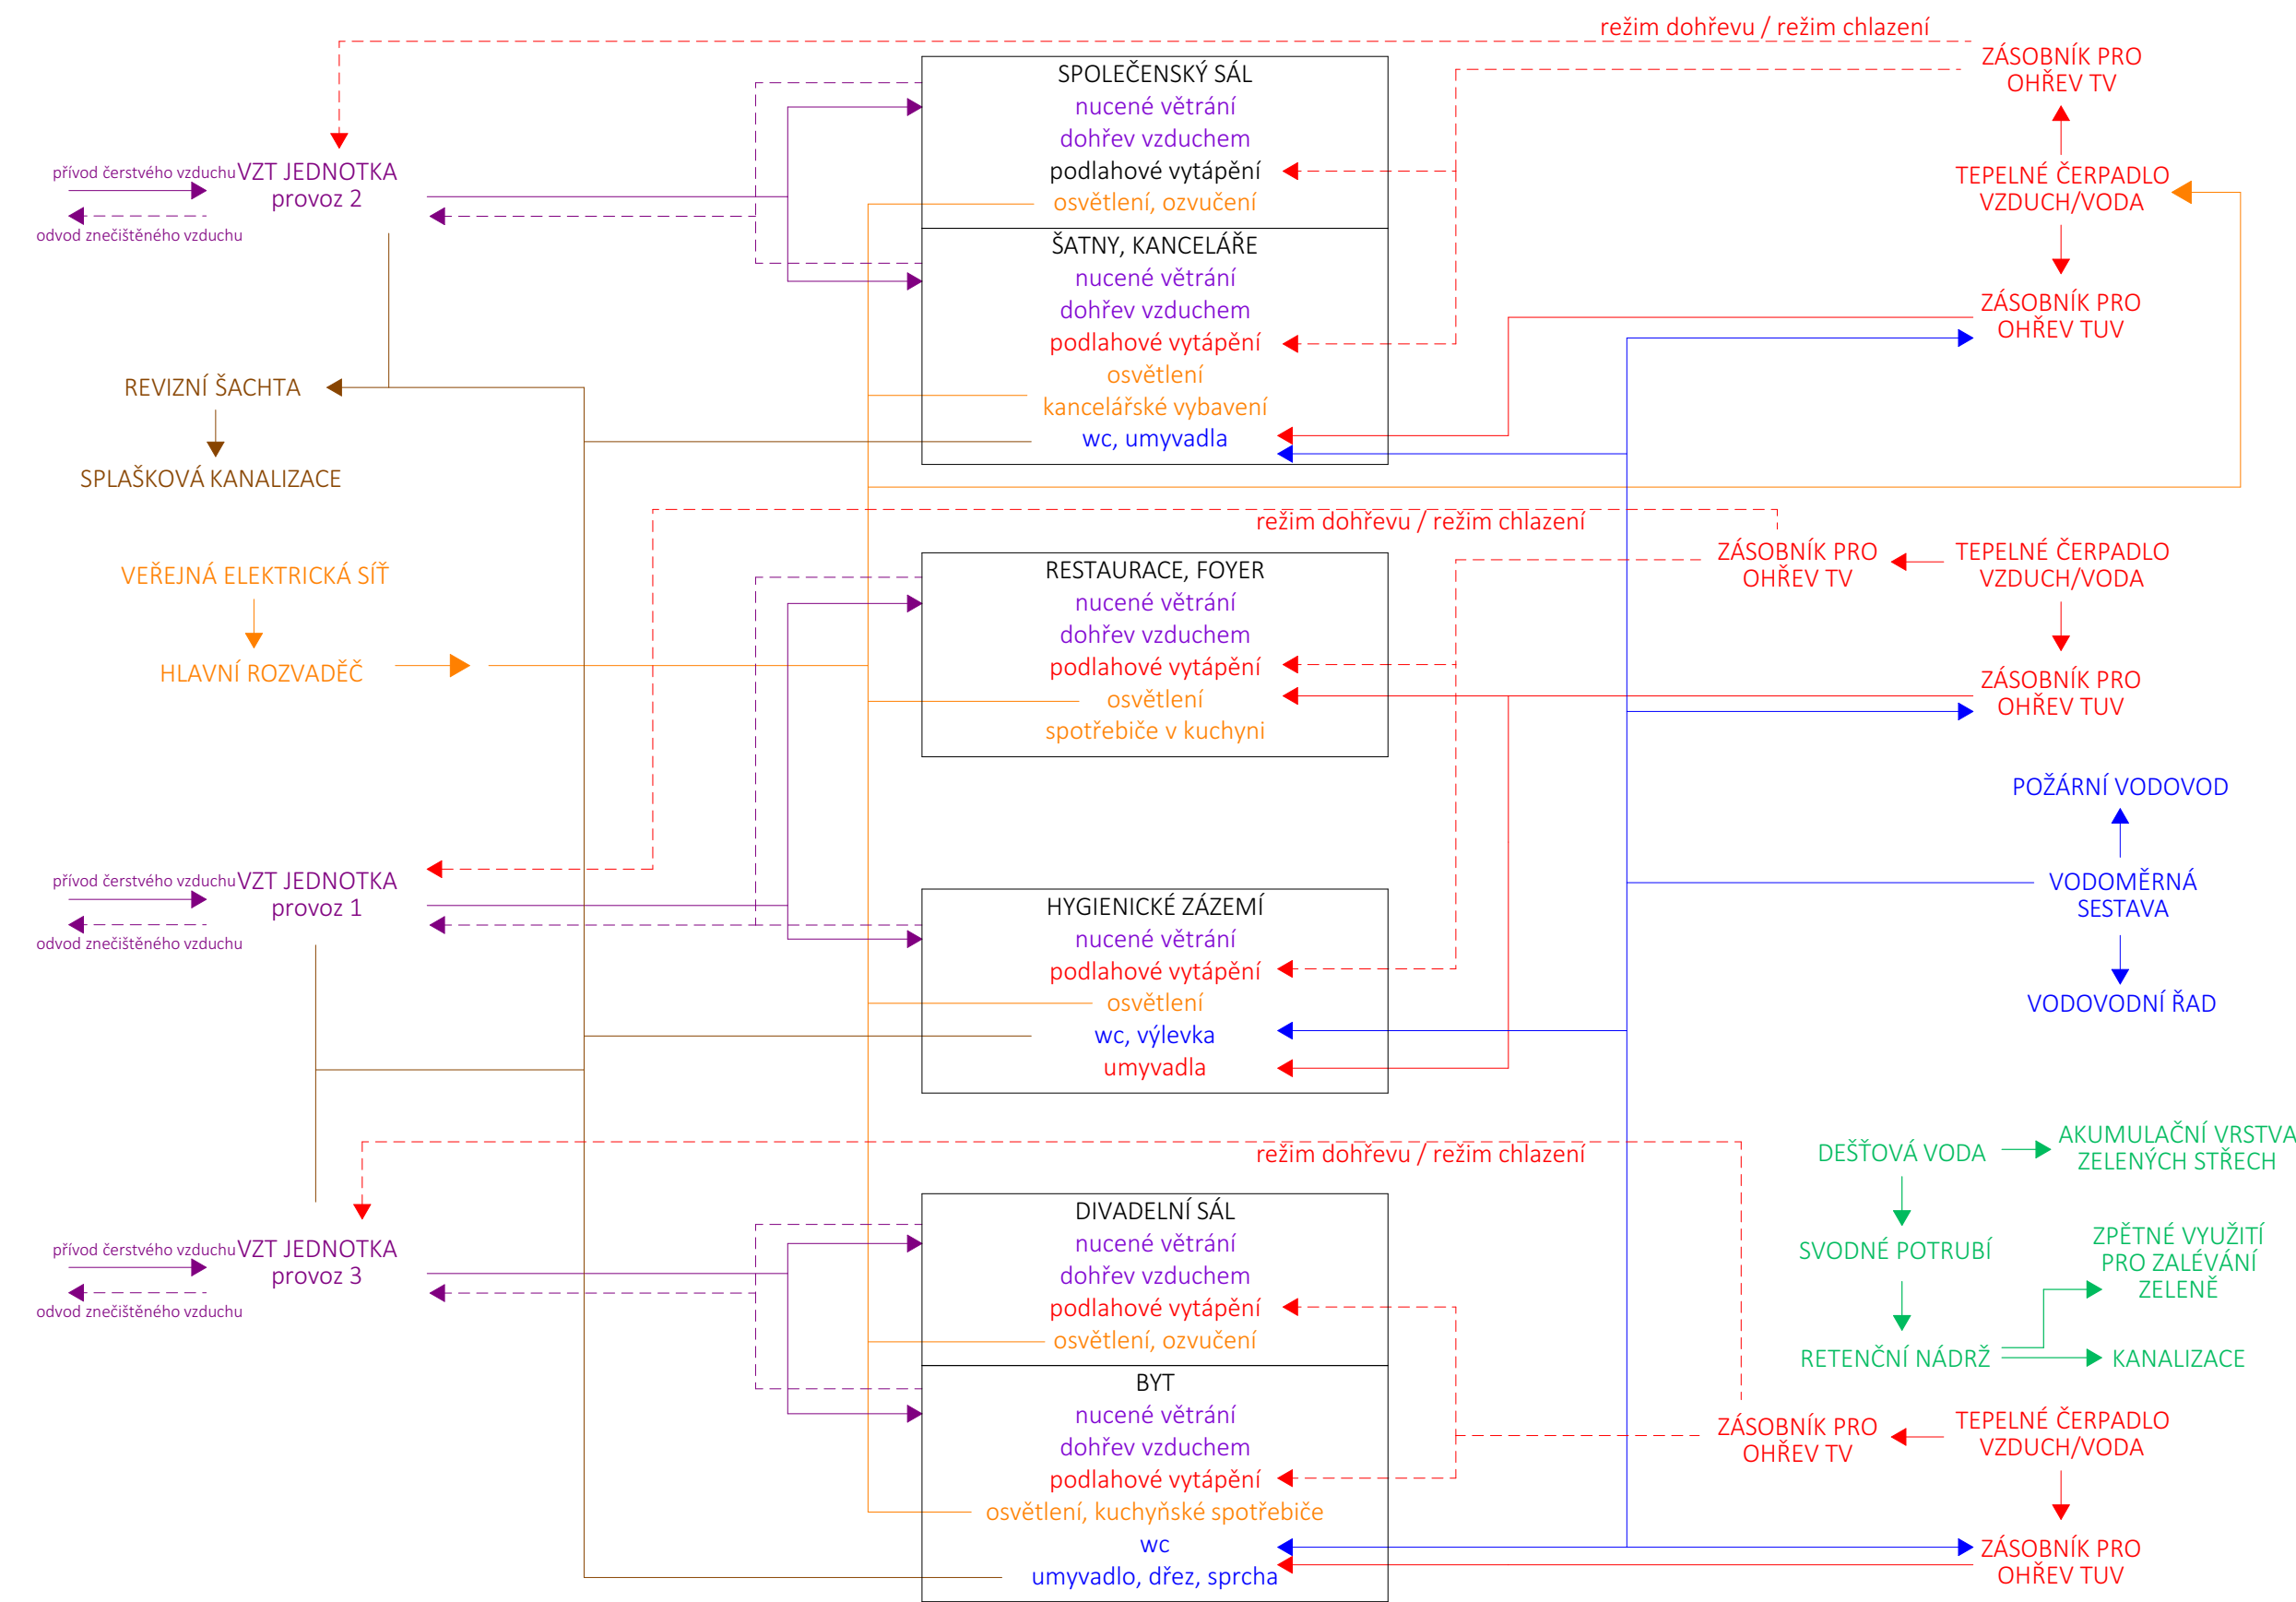 režim dohřevu / režim chlazení
ZÁSOBNÍK PRO
OHŘEV TV
SPOLEČENSKÝ SÁL
nucené větrání
dohřev vzduchem
podlahové vytápění
osvětlení, ozvučení
přívod čerstvého vzduchu
VZT JEDNOTKA
provoz 2
odvod znečištěného vzduchu
TEPELNÉ ČERPADLO
VZDUCH/VODA
ŠATNY, KANCELÁŘE
nucené větrání
dohřev vzduchem
podlahové vytápění
osvětlení
kancelářské vybavení
wc, umyvadla
ZÁSOBNÍK PRO
OHŘEV TUV
REVIZNÍ ŠACHTA
SPLAŠKOVÁ KANALIZACE
režim dohřevu / režim chlazení
VEŘEJNÁ ELEKTRICKÁ SÍŤ
HLAVNÍ ROZVADĚČ
RESTAURACE, FOYER
nucené větrání
dohřev vzduchem
podlahové vytápění
osvětlení
spotřebiče v kuchyni
ZÁSOBNÍK PRO
OHŘEV TV
TEPELNÉ ČERPADLO
VZDUCH/VODA
ZÁSOBNÍK PRO
OHŘEV TUV
POŽÁRNÍ VODOVOD
VODOMĚRNÁ
SESTAVA
VODOVODNÍ ŘAD
přívod čerstvého vzduchu
VZT JEDNOTKA
provoz 1
odvod znečištěného vzduchu
HYGIENICKÉ ZÁZEMÍ
nucené větrání
podlahové vytápění
osvětlení
wc, výlevka
umyvadla
režim dohřevu / režim chlazení
DEŠŤOVÁ VODA
AKUMULAČNÍ VRSTVA
ZELENÝCH STŘECH
SVODNÉ POTRUBÍ
ZPĚTNÉ VYUŽITÍ
PRO ZALÉVÁNÍ
ZELENĚ
RETENČNÍ NÁDRŽ
KANALIZACE
přívod čerstvého vzduchu
VZT JEDNOTKA
provoz 3
odvod znečištěného vzduchu
DIVADELNÍ SÁL
nucené větrání
dohřev vzduchem
podlahové vytápění
osvětlení, ozvučení
BYT
nucené větrání
dohřev vzduchem
podlahové vytápění
osvětlení, kuchyňské spotřebiče
wc
umyvadlo, dřez, sprcha
ZÁSOBNÍK PRO
OHŘEV TV
TEPELNÉ ČERPADLO
VZDUCH/VODA
ZÁSOBNÍK PRO
OHŘEV TUV